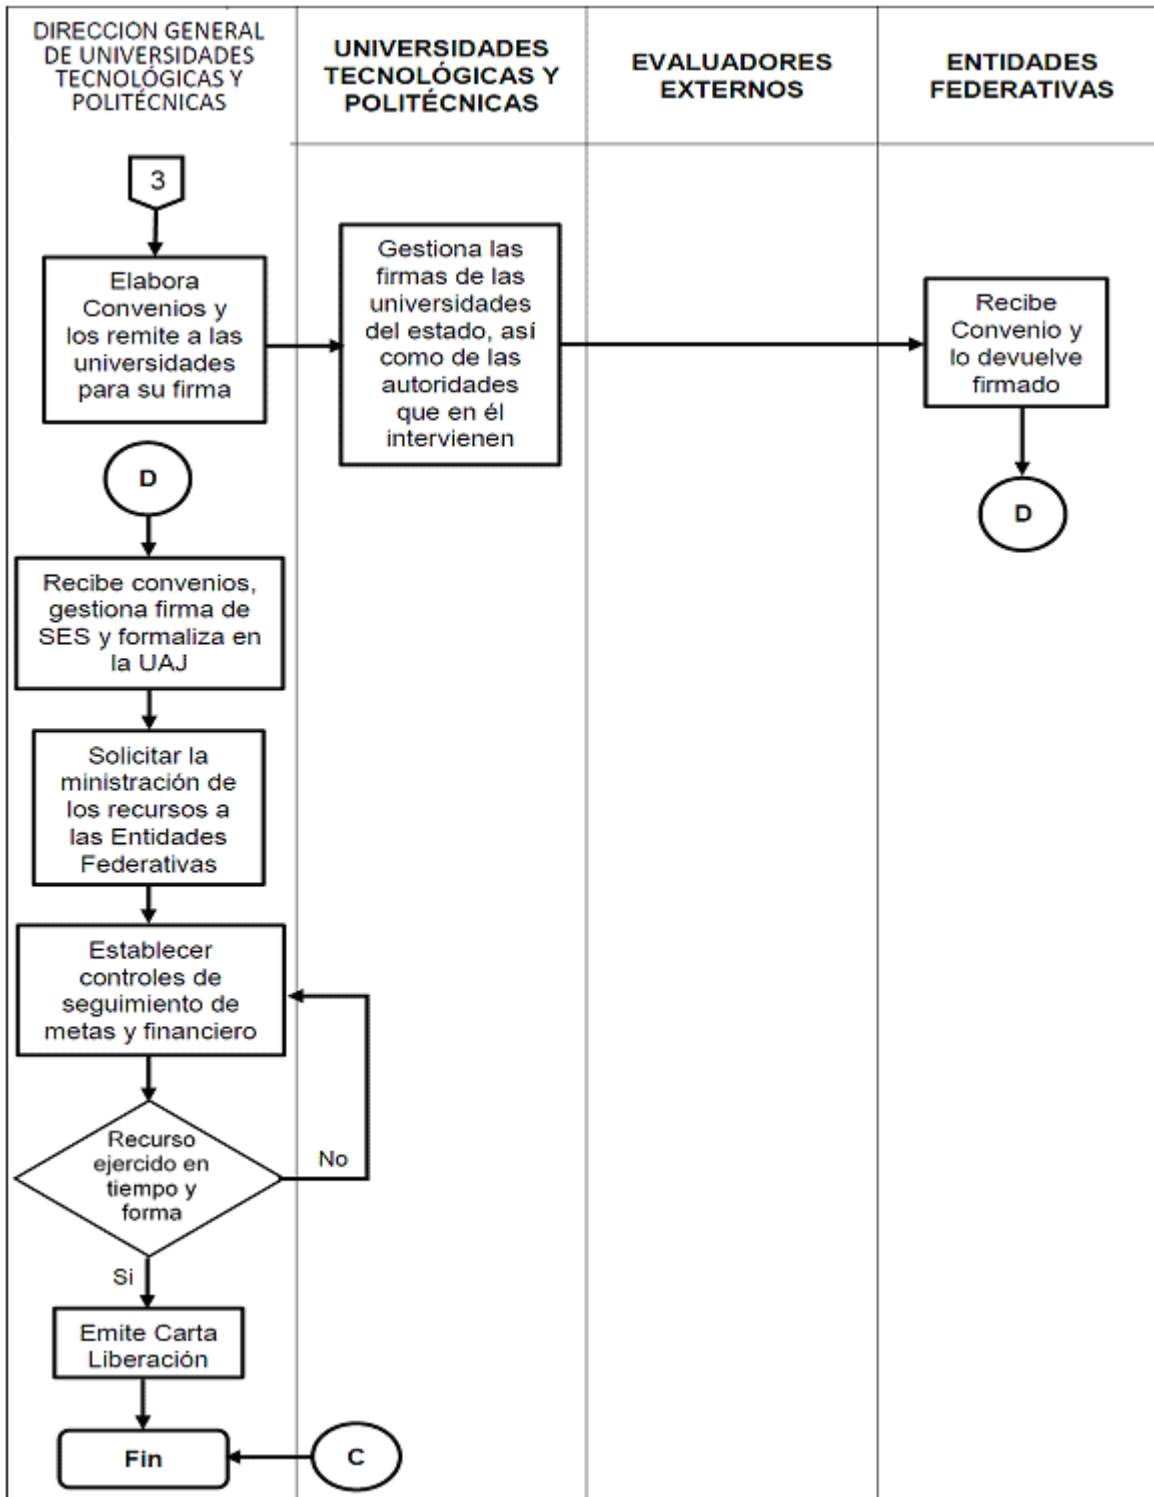 DIRECCION GENERAL
DE UNIVERSIDADES
TECNOLÓGICAS Y
POLITÉCNICAS
UNIVERSIDADES
TECNOLÓGICAS Y
POLITÉCNICAS
EVALUADORES
EXTERNOS
ENTIDADES
FEDERATIVAS
3
Elabora
Convenios y
los remite a las
universidades
para su firma
Gestiona las
firmas de las
universidades
del estado, así
como de las
autoridades
que en él
intervienen
Recibe
Convenio y
lo devuelve
firmado
D
D
Recibe convenios,
gestiona firma de
SES y formaliza en
la UAJ
Solicitar la
ministración de
los recursos a
las Entidades
Federativas
Establecer
controles de
seguimiento de
metas y financiero
Recurso
ejercido en
tiempo y
forma
No
Si
Emite Carta
Liberación
Fin
C